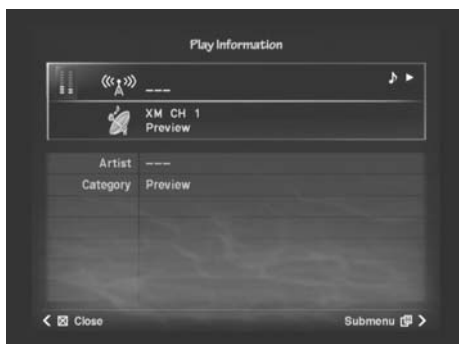 Play Information
---
XM CH 1
Preview
Artist ---
Category Preview
Close Submenu